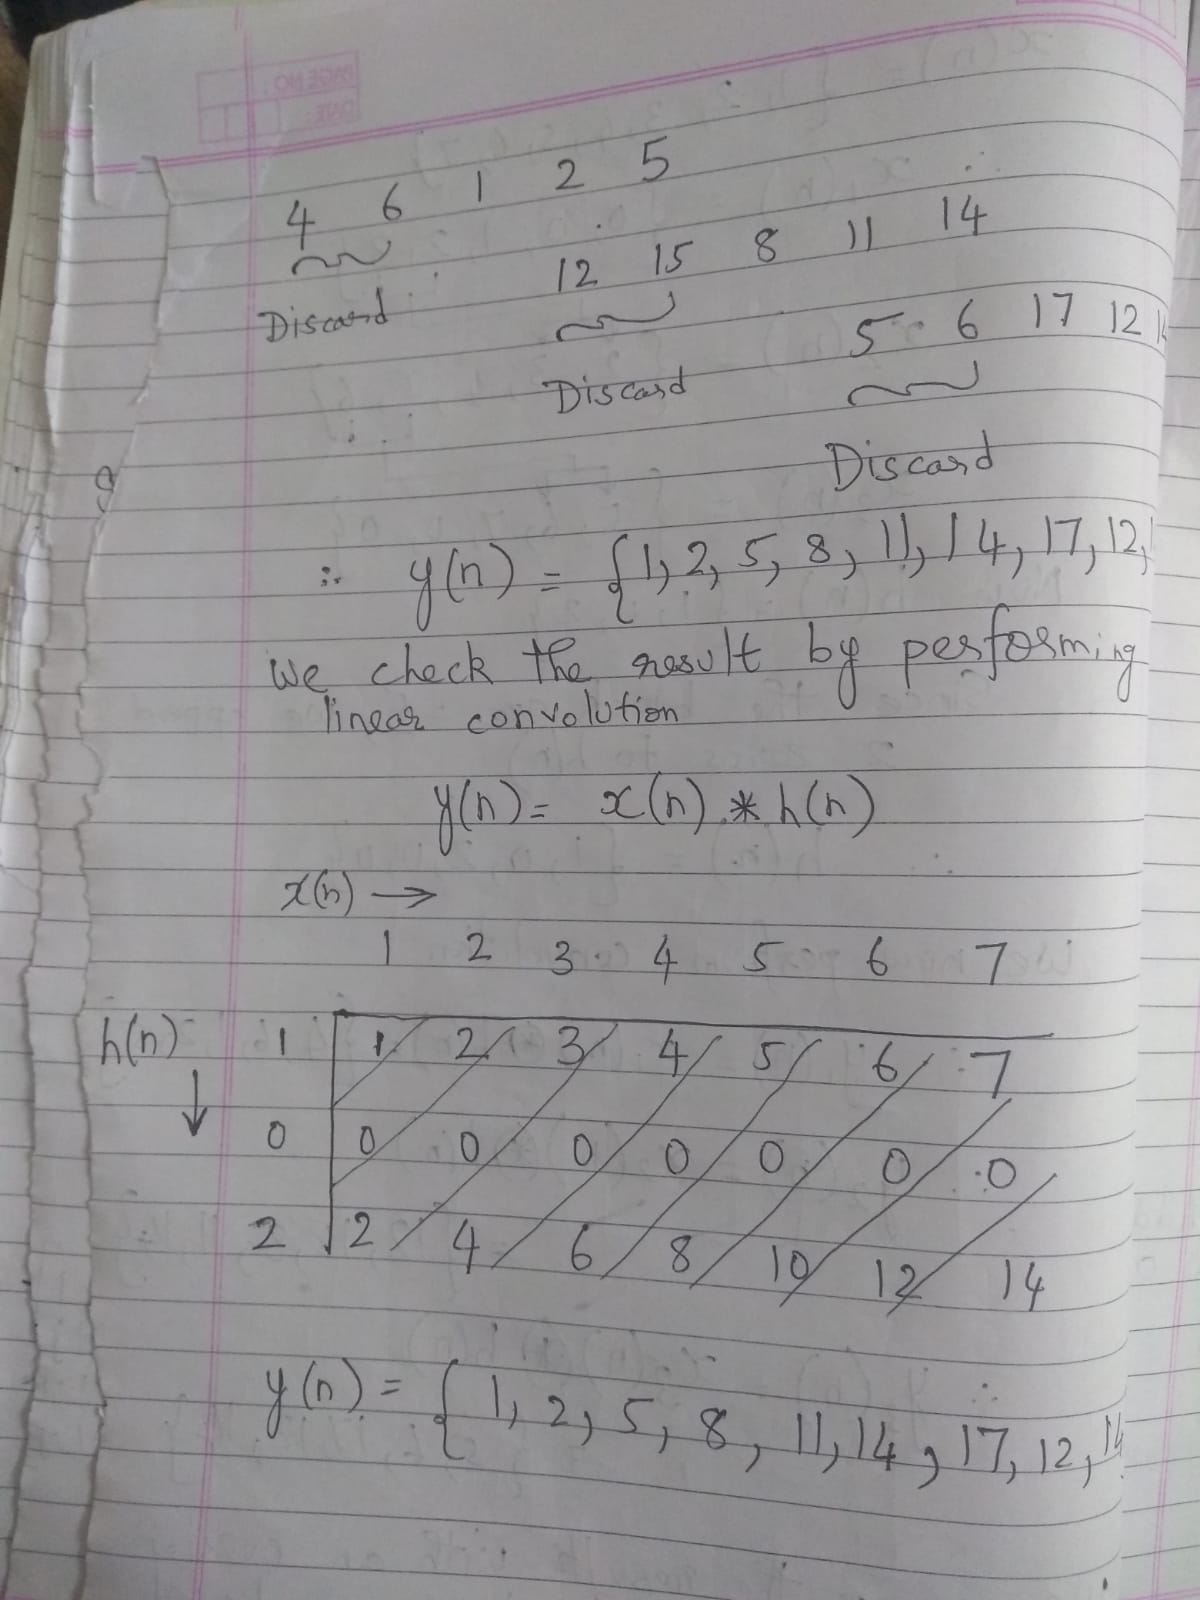 4 6 1 2 5
12 15 8 11 14
Discard
5 6 17 12
Discard
Discard
∴ y(n) = {1, 2, 5, 8, 11, 14, 17, 12,
we check the result by performing
linear convolution
y(n) = x(n) * h(n)
x(n) →
1 2 3 4 5 6 7
h(n) 1 1 2 3 4 5 6 7
↓ 0 0 0 0 0 0 0 0
2 2 4 6 8 10 12 14
y(n) = { 1, 2, 5, 8, 11, 14, 17, 12, 14